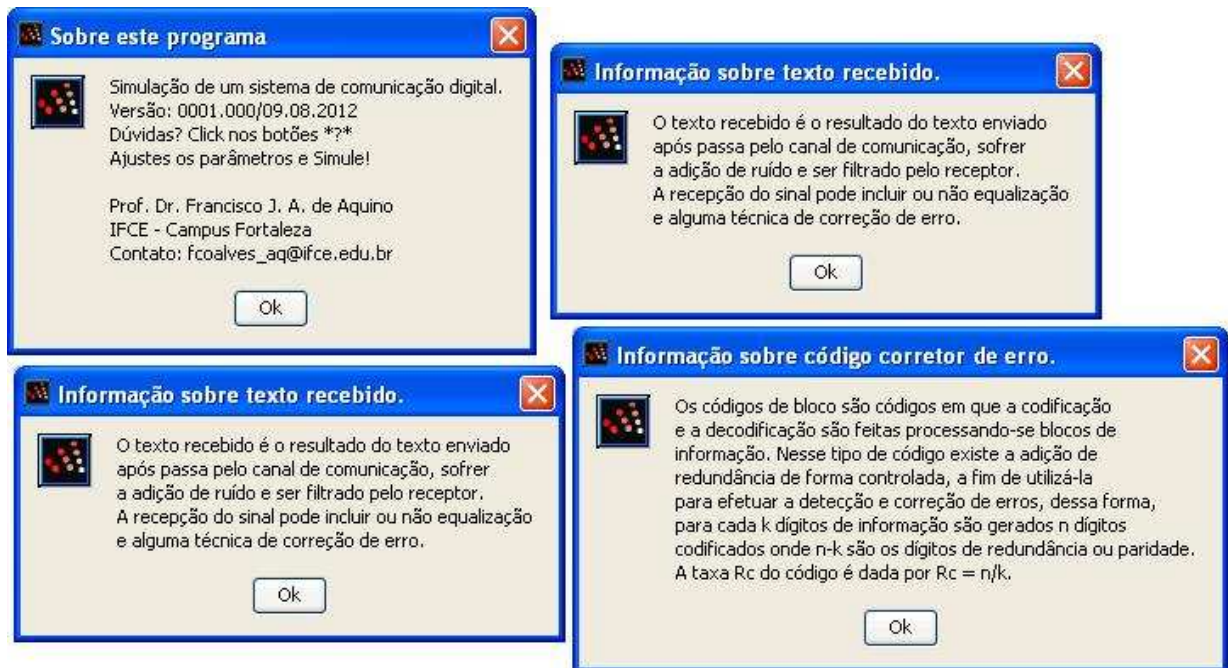 Sobre este programa
Simulação de um sistema de comunicação digital.
Versão: 0001.000/09.08.2012
Dúvidas? Click nos botões *?*
Ajustes os parâmetros e Simule!
Prof. Dr. Francisco J. A. de Aquino
IFCE - Campus Fortaleza
Contato: fcoalves_aq@ifce.edu.br
Ok
Informação sobre texto recebido.
O texto recebido é o resultado do texto enviado
após passa pelo canal de comunicação, sofrer
a adição de ruído e ser filtrado pelo receptor.
A recepção do sinal pode incluir ou não equalização
e alguma técnica de correção de erro.
Ok
Informação sobre texto recebido.
O texto recebido é o resultado do texto enviado
após passa pelo canal de comunicação, sofrer
a adição de ruído e ser filtrado pelo receptor.
A recepção do sinal pode incluir ou não equalização
e alguma técnica de correção de erro.
Ok
Informação sobre código corretor de erro.
Os códigos de bloco são códigos em que a codificação
e a decodificação são feitas processando-se blocos de
informação. Nesse tipo de código existe a adição de
redundância de forma controlada, a fim de utilizá-la
para efetuar a detecção e correção de erros, dessa forma,
para cada k dígitos de informação são gerados n dígitos
codificados onde n-k são os dígitos de redundância ou paridade.
A taxa Rc do código é dada por Rc = n/k.
Ok